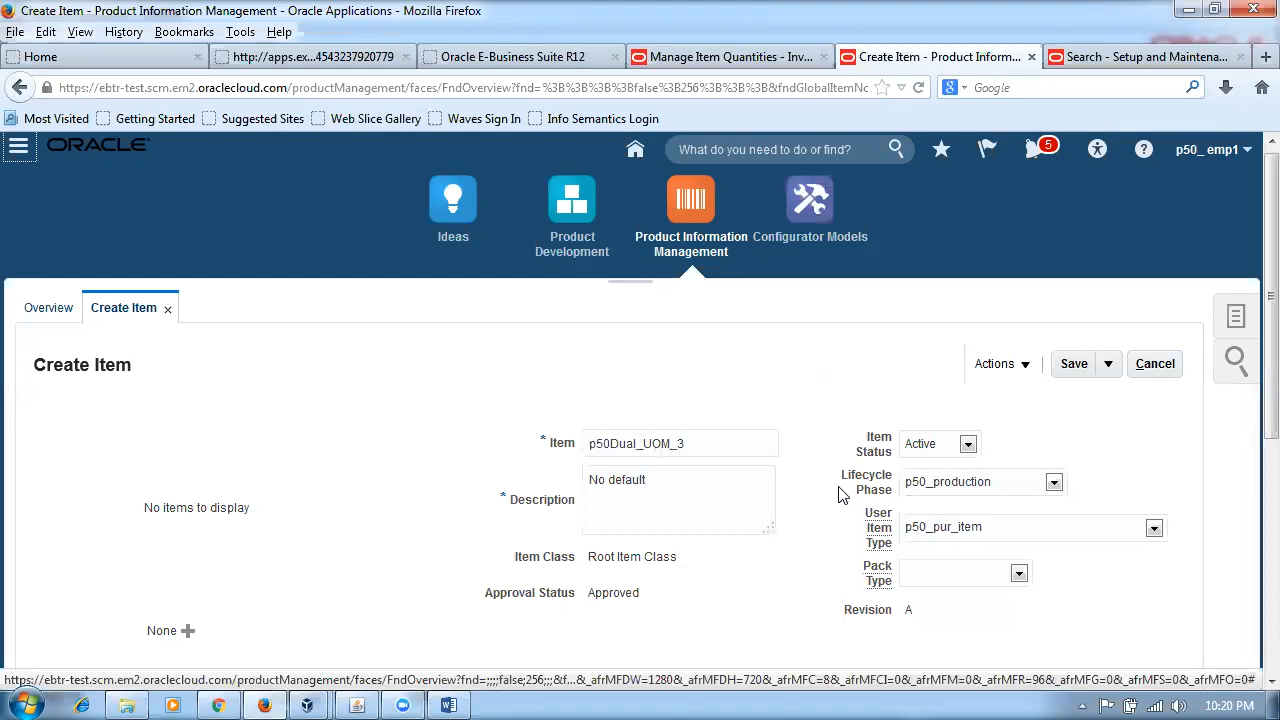 Create Item - Product Information Management - Oracle Applications - Mozilla Firefox
File Edit View History Bookmarks Tools Help
Home
http://apps.ex...4543237920779
Oracle E-Business Suite R12
Manage Item Quantities - Inv...
Create Item - Product Inform...
Search - Setup and Maintena...
https://ebtr-test.scm.em2.oraclecloud.com/productManagement/faces/FndOverview?fnd=%3B%3B%3B%3Bfalse%3B256%3B%3B%3B&fndGlobalItemNc
Google
Most Visited
Getting Started
Suggested Sites
Web Slice Gallery
Waves Sign In
Info Semantics Login
ORACLE
What do you need to do or find?
5
p50_emp1
Ideas
Product Development
Product Information Management
Configurator Models
Overview
Create Item
Create Item
Actions
Save
Cancel
* Item p50Dual_UOM_3
* Description No default
Item Class Root Item Class
Approval Status Approved
Item Status Active
Lifecycle Phase p50_production
User Item Type p50_pur_item
Pack Type
Revision A
No items to display
None
https://ebtr-test.scm.em2.oraclecloud.com/productManagement/faces/FndOverview?fnd=;;;;false;256;;;&f..._afrMFDW=1280&_afrMFDH=720&_afrMFC=8&_afrMFCI=0&_afrMFM=0&_afrMFR=96&_afrMFG=0&_afrMFS=0&_afrMFO=0#
10:20 PM